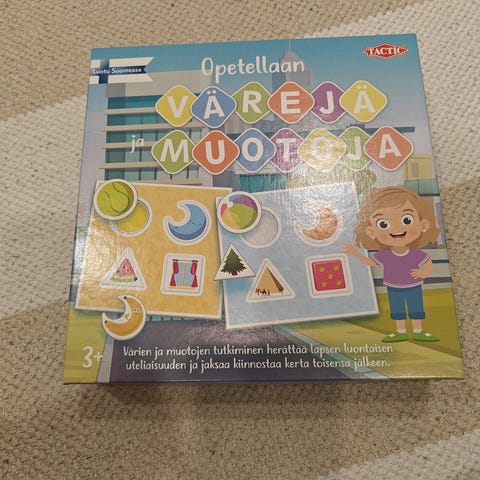 TACTIC
Luotu Suomessa
Opetellaan
VÄREJÄ
ja MUOTOJA
3+
Värien ja muotojen tutkiminen herättää lapsen luontaisen
uteliaisuuden ja jaksaa kiinnostaa kerta toisensa jälkeen.